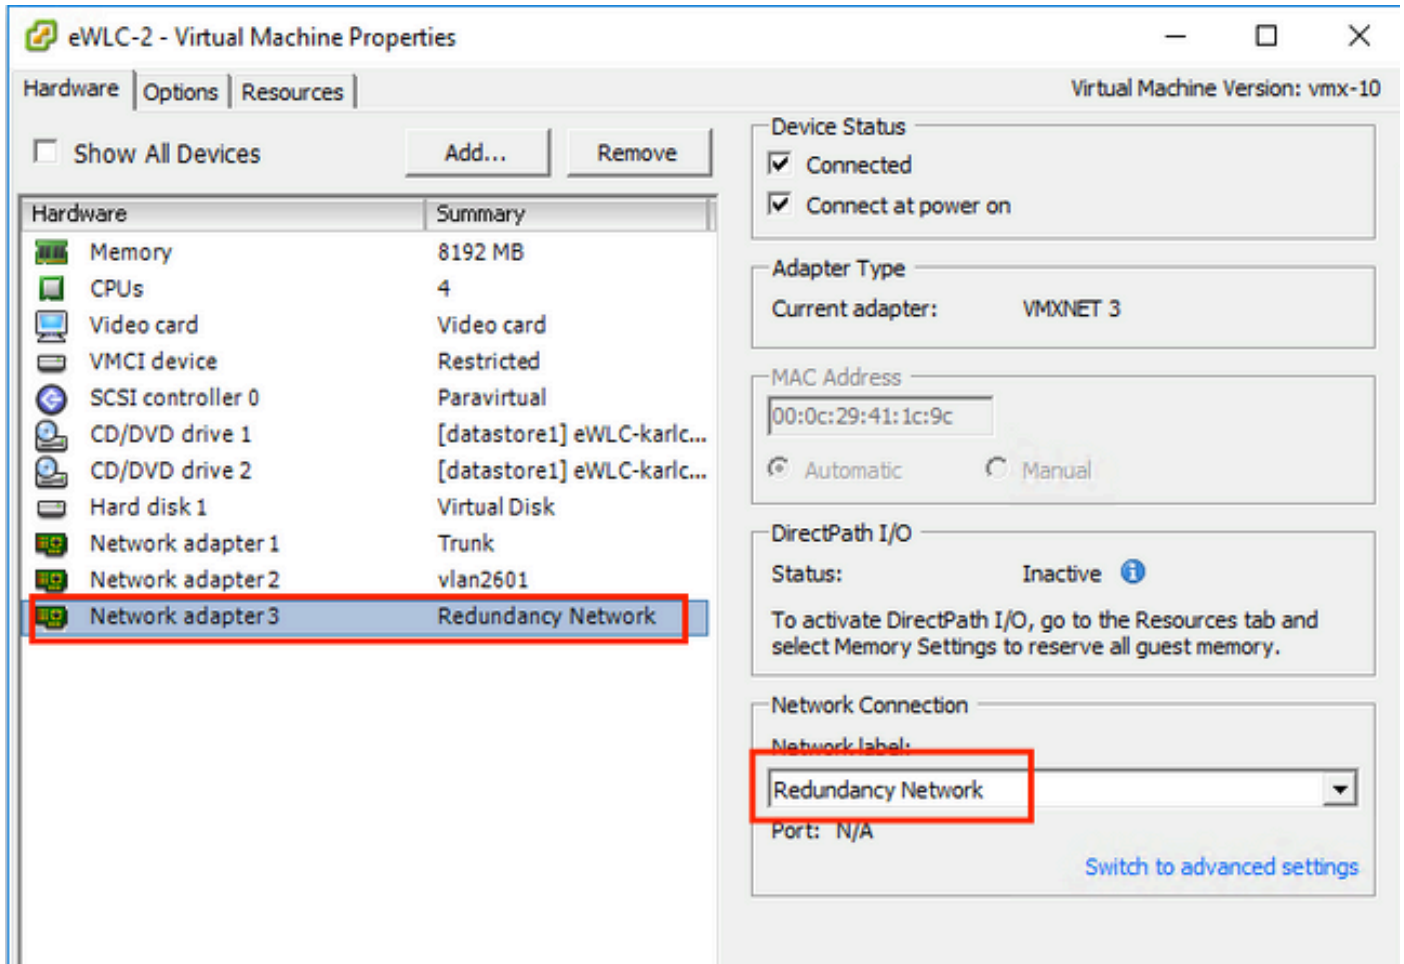 eWLC-2 - Virtual Machine Properties
Hardware Options Resources
Virtual Machine Version: vmx-10
Show All Devices
Add...
Remove
Hardware Summary
Memory 8192 MB
CPUs 4
Video card Video card
VMCI device Restricted
SCSI controller 0 Paravirtual
CD/DVD drive 1 [datastore1] eWLC-karlc...
CD/DVD drive 2 [datastore1] eWLC-karlc...
Hard disk 1 Virtual Disk
Network adapter 1 Trunk
Network adapter 2 vlan2601
Network adapter 3 Redundancy Network
Device Status
Connected
Connect at power on
Adapter Type
Current adapter: VMXNET 3
MAC Address
00:0c:29:41:1c:9c
Automatic Manual
DirectPath I/O
Status: Inactive
To activate DirectPath I/O, go to the Resources tab and
select Memory Settings to reserve all guest memory.
Network Connection
Network label:
Redundancy Network
Port: N/A
Switch to advanced settings